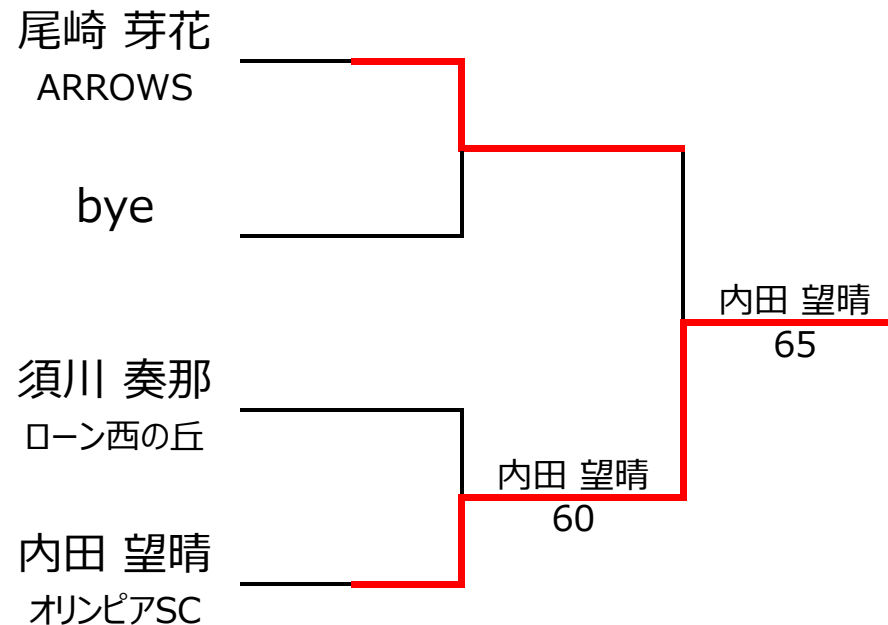 尾崎 芽花
ARROWS
bye
須川 奏那
ローン西の丘
内田 望晴
オリンピアSC
内田 望晴
60
内田 望晴
65